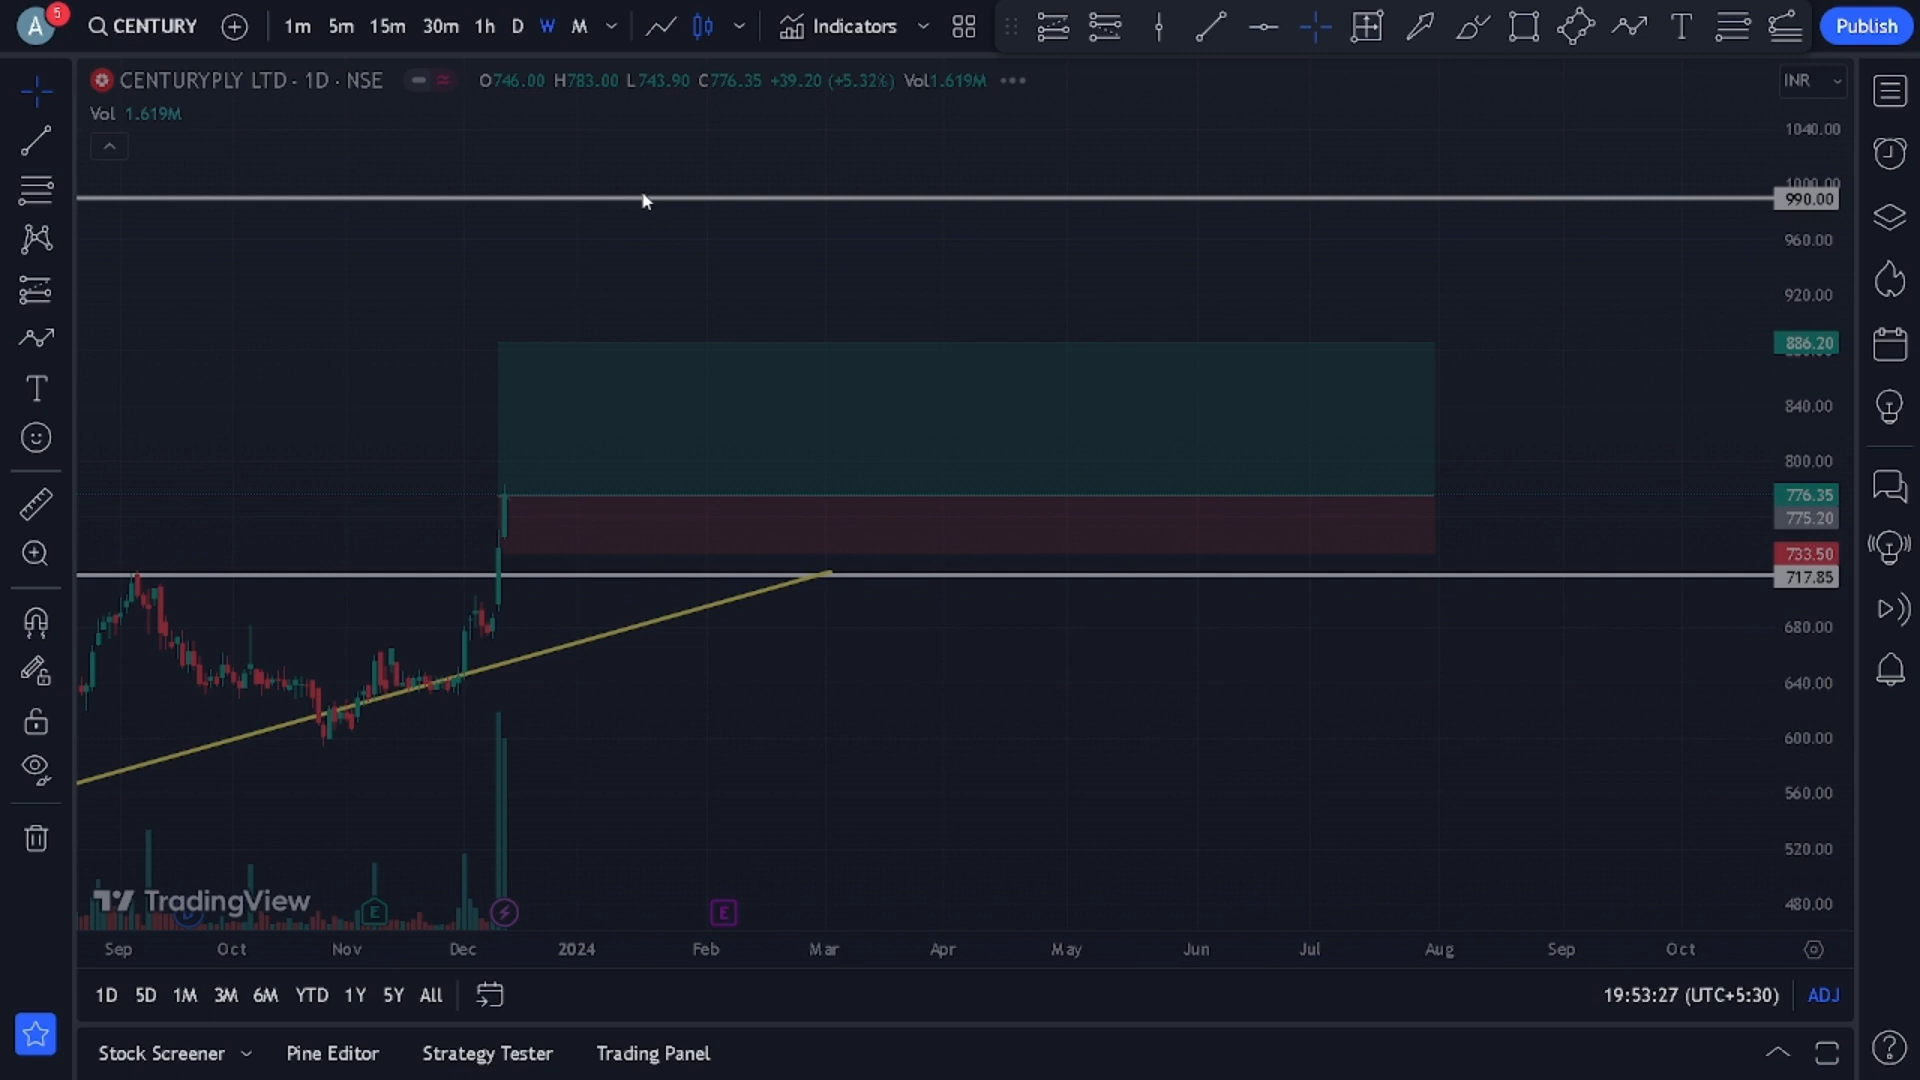 A 5 CENTURY 1m 5m 15m 30m 1h D W M Indicators Publish
CENTURYPLY LTD · 1D · NSE O746.00 H783.00 L743.90 C776.35 +39.20 (+5.32%) Vol1.619M INR
Vol 1.619M
1040.00
1000.00
990.00
960.00
920.00
886.20
840.00
800.00
776.35
775.20
733.50
717.85
680.00
640.00
600.00
560.00
520.00
480.00
TradingView
E
E
Sep Oct Nov Dec 2024 Feb Mar Apr May Jun Jul Aug Sep Oct
1D 5D 1M 3M 6M YTD 1Y 5Y All 19:53:27 (UTC+5:30) ADJ
Stock Screener Pine Editor Strategy Tester Trading Panel